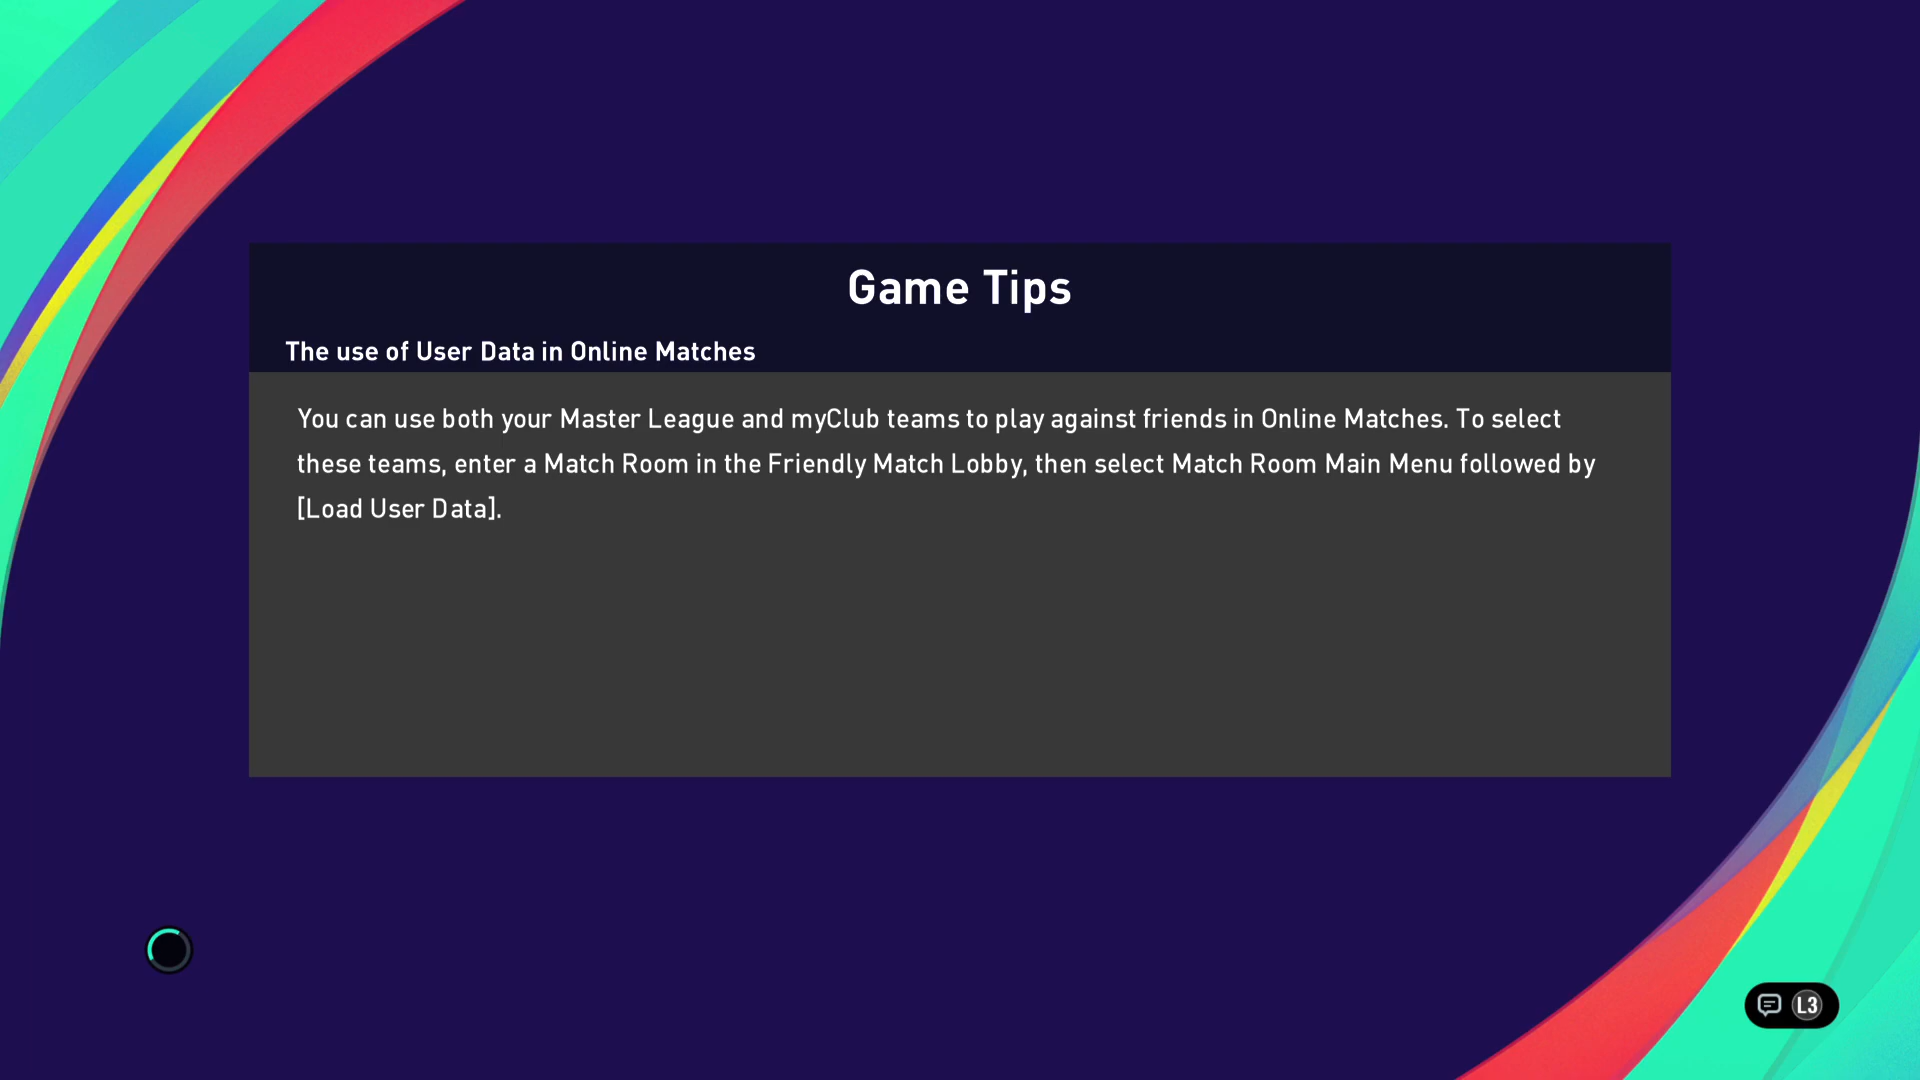 Game Tips
The use of User Data in Online Matches
You can use both your Master League and myClub teams to play against friends in Online Matches. To select
these teams, enter a Match Room in the Friendly Match Lobby, then select Match Room Main Menu followed by
[Load User Data].
L3